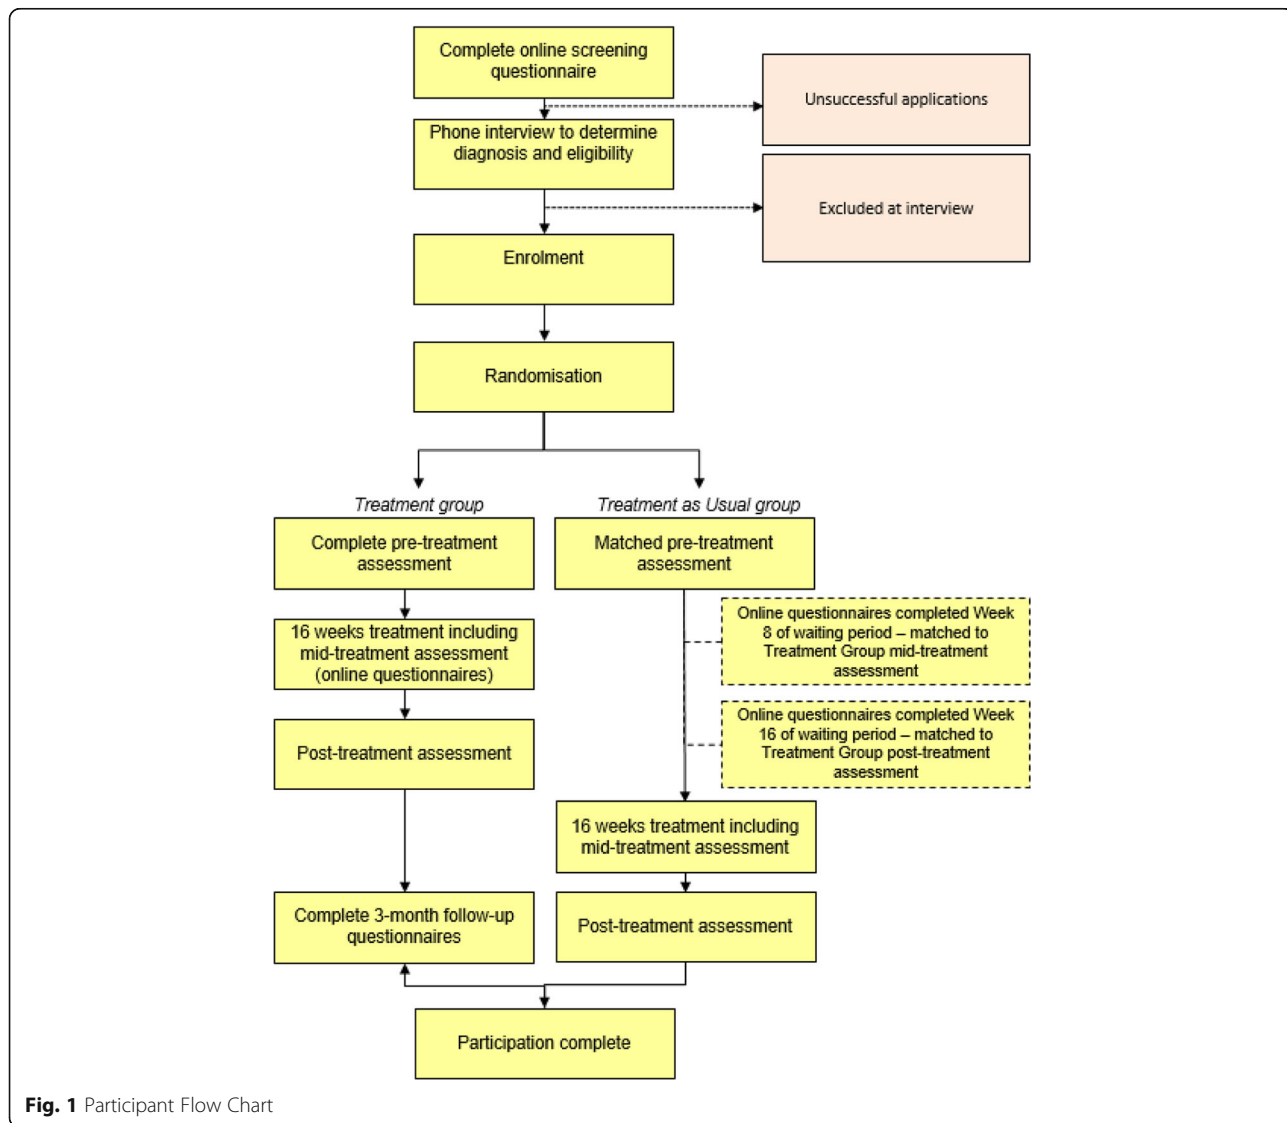 Complete online screening
questionnaire
Unsuccessful applications
Phone interview to determine
diagnosis and eligibility
Excluded at interview
Enrolment
Randomisation
Treatment group
Treatment as Usual group
Complete pre-treatment
assessment
Matched pre-treatment
assessment
Online questionnaires completed Week
8 of waiting period – matched to
Treatment Group mid-treatment
assessment
16 weeks treatment including
mid-treatment assessment
(online questionnaires)
Online questionnaires completed Week
16 of waiting period – matched to
Treatment Group post-treatment
assessment
Post-treatment assessment
16 weeks treatment including
mid-treatment assessment
Complete 3-month follow-up
questionnaires
Post-treatment assessment
Participation complete
Fig. 1 Participant Flow Chart